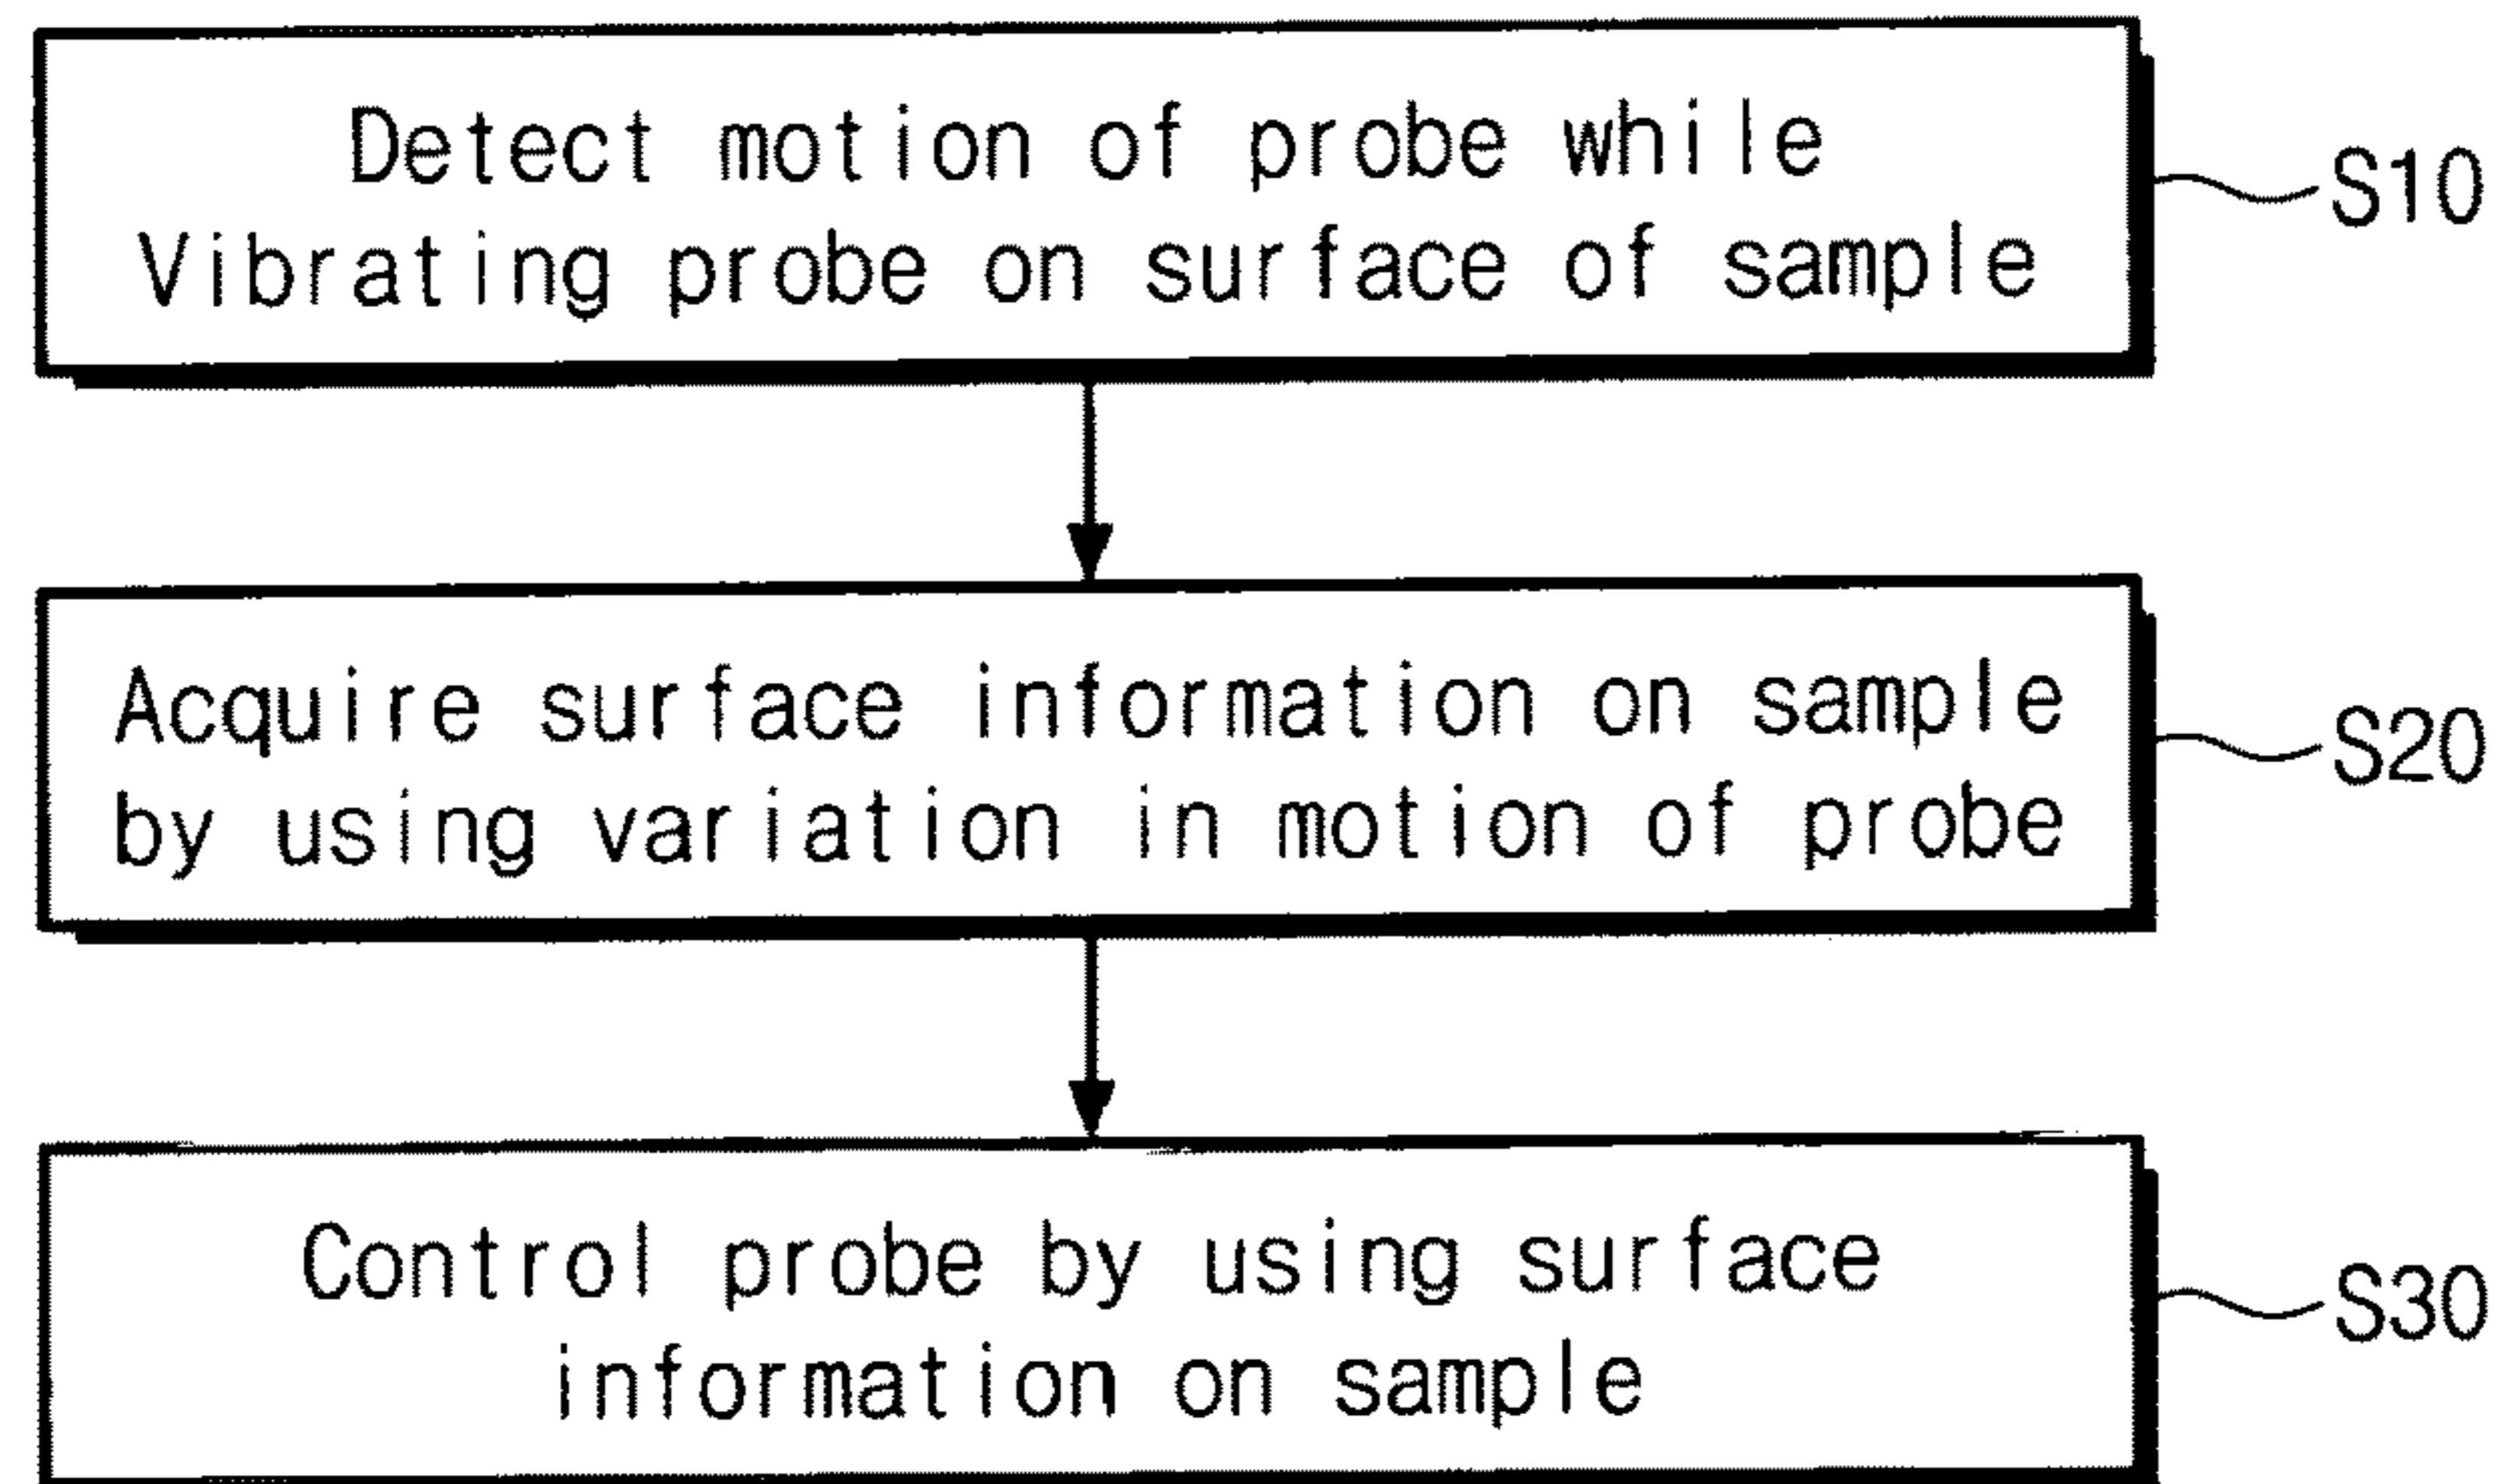 Detect motion of probe while
Vibrating probe on surface of sample
S10
Acquire surface information on sample
by using variation in motion of probe
S20
Control probe by using surface
information on sample
S30